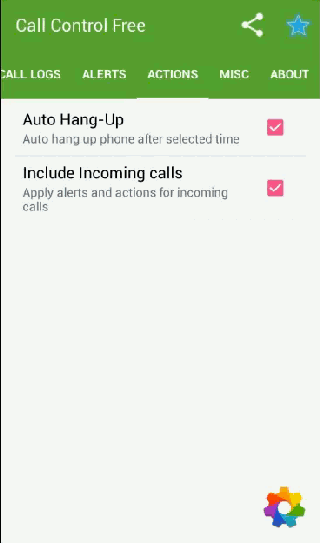 Call Control Free
CALL LOGS ALERTS ACTIONS MISC ABOUT
Auto Hang-Up
Auto hang up phone after selected time
Include Incoming calls
Apply alerts and actions for incoming
calls